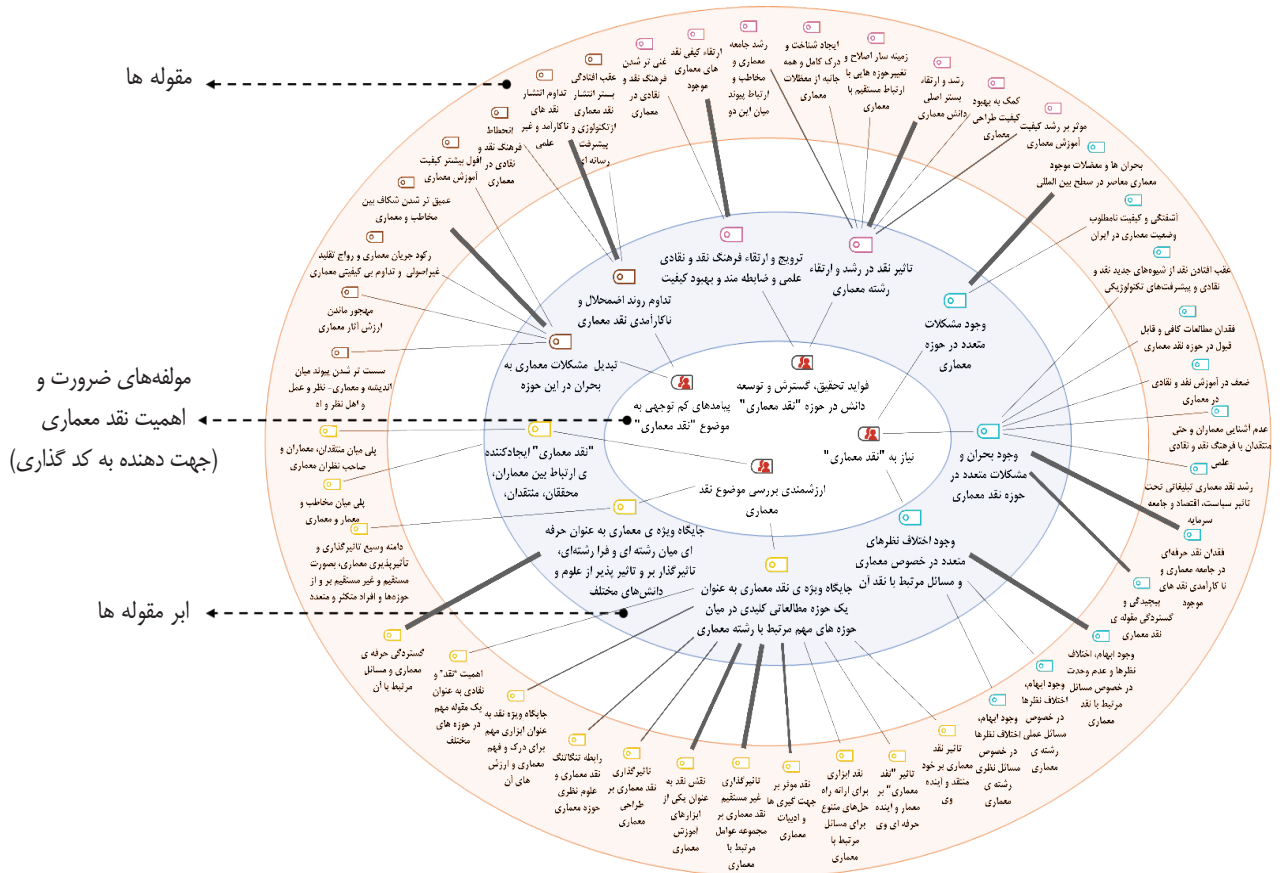 مقوله ها
مولفه‌های ضرورت و
اهمیت نقد معماری
(جهت دهنده به کد گذاری)
ابر مقوله ها
عقب افتادگی
بستر انتشار
نقد معماری
ازتکنولوژی و
پیشرفت
رسانه ای
تداوم انتشار
نقد های
ناکارآمد و غیر
علمی
انحطاط
فرهنگ نقد و
نقادی در
معماری
افول بیشتر کیفیت
آموزش معماری
عمیق تر شدن شکاف بین
مخاطب و معماری
رکود جریان معماری و رواج تقلید
غیراصولی و تداوم بی کیفیتی معماری
مهجور ماندن
ارزش آثار معماری
سست تر شدن پیوند میان
اندیشه و معماری- نظر و عمل
و اهل نظر و اه
غنی تر شدن
فرهنگ نقد و
نقادی در
معماری
ارتقاء کیفی نقد
های معماری
موجود
رشد جامعه
معماری و
مخاطب و
ارتباط پیوند
میان این دو
ایجاد شناخت و
درک کامل و همه
جانبه از معظلات
معماری
زمینه ساز اصلاح و
تغییرحوزه هایی با
ارتباط مستقیم با
معماری
رشد و ارتقاء
بستر اصلی
دانش معماری
کمک به بهبود
کیفیت طراحی
معماری
موثر بر رشد کیفیت
آموزش معماری
بحران ها و معضلات موجود
معماری معاصر در سطح بین المللی
آشفتگی و کیفیت نامطلوب
وضعیت معماری در ایران
عقب افتادن نقد از شیوه‌های جدید نقد و
نقادی و پیشرفت‌های تکنولوژیکی
فقدان مطالعات کافی و قابل
قبول در حوزه نقد معماری
ضعف در آموزش نقد و نقادی
در معماری
عدم آشنایی معماران و حتی
منتقدان با فرهنگ نقد و نقادی
علمی
رشد نقد معماری تبلیغاتی تحت
تاثیر سیاست، اقتصاد و جامعه
سرمایه
فقدان نقد حرفه‌ای
در جامعه معماری و
نا کارآمدی نقد های
موجود
پیچیدگی و
گستردگی مقوله ی
نقد معماری
وجود ابهام، اختلاف
نظرها و عدم وحدت
در خصوص مسائل
مرتبط با نقد
معماری
وجود ابهام،
اختلاف نظرها
در خصوص
مسائل عملی
رشته ی
معماری
وجود ابهام،
اختلاف نظرها
در خصوص
مسائل نظری
رشته ی
معماری
ترویج و ارتقاء فرهنگ نقد و نقادی
علمی و ضابطه مند و بهبود کیفیت
تاثیر نقد در رشد و ارتقاء
رشته معماری
تداوم روند اضمحلال و
ناکارآمدی نقد معماری
تبدیل مشکلات معماری به
بحران در این حوزه
وجود مشکلات
متعدد در حوزه
معماری
وجود بحران و
مشکلات متعدد در
حوزه نقد معماری
وجود اختلاف نظرهای
متعدد در خصوص معماری
و مسائل مرتبط با نقد آن
فواید تحقیق، گسترش و توسعه
دانش در حوزه "نقد معماری"
پیامدهای کم توجهی به
موضوع "نقد معماری"
نیاز به "نقد معماری"
ارزشمندی بررسی موضوع نقد
معماری
"نقد معماری" ایجادکننده
ی ارتباط بین معماران،
محققان، منتقدان،
جایگاه ویژه ی معماری به عنوان حرفه
ای میان رشته ای و فرا رشته‌ای،
تاثیر گذار بر و تاثیر پذیر از علوم و
دانش‌های مختلف
جایگاه ویژه ی نقد معماری به عنوان
یک حوزه مطالعاتی کلیدی در میان
حوزه های مهم مرتبط با رشته معماری
پلی میان منتقدان، معماران و
صاحب نظران معماری
پلی میان مخاطب و
معمار و معماری
دامنه وسیع تاثیرگذاری و
تأثیرپذیری معماری، بصورت
مستقیم و غیر مستقیم بر و از
حوزه‌ها و افراد متکثر و متعدد
گستردگی حرفه ی
معماری و مسائل
مرتبط با آن
اهمیت "نقد" و
نقادی به عنوان
یک مقوله مهم
در حوزه های
مختلف
جایگاه ویژه نقد به
عنوان ابزاری مهم
برای درک و فهم
معماری و ارزش
های آن
رابطه تنگاتنگ
نقد معماری و
علوم نظری
حوزه معماری
تاثیرگذاری
نقد معماری بر
طراحی
معماری
نقش نقد به
عنوان یکی از
ابزارهای
آموزش
معماری
تاثیرگذاری
غیر مستقیم
نقد معماری بر
مجموعه عوامل
مرتبط با
معماری
نقد موثر بر
جهت گیری ها
و ادبیات
معماری
نقد ابزاری
برای ارائه راه
حل‌های متنوع
برای مسائل
مرتبط با
معماری
تاثیر "نقد
معماری" بر
معمار و آینده
حرفه ای وی
تاثیر نقد
معماری بر خود
منتقد و آینده
وی